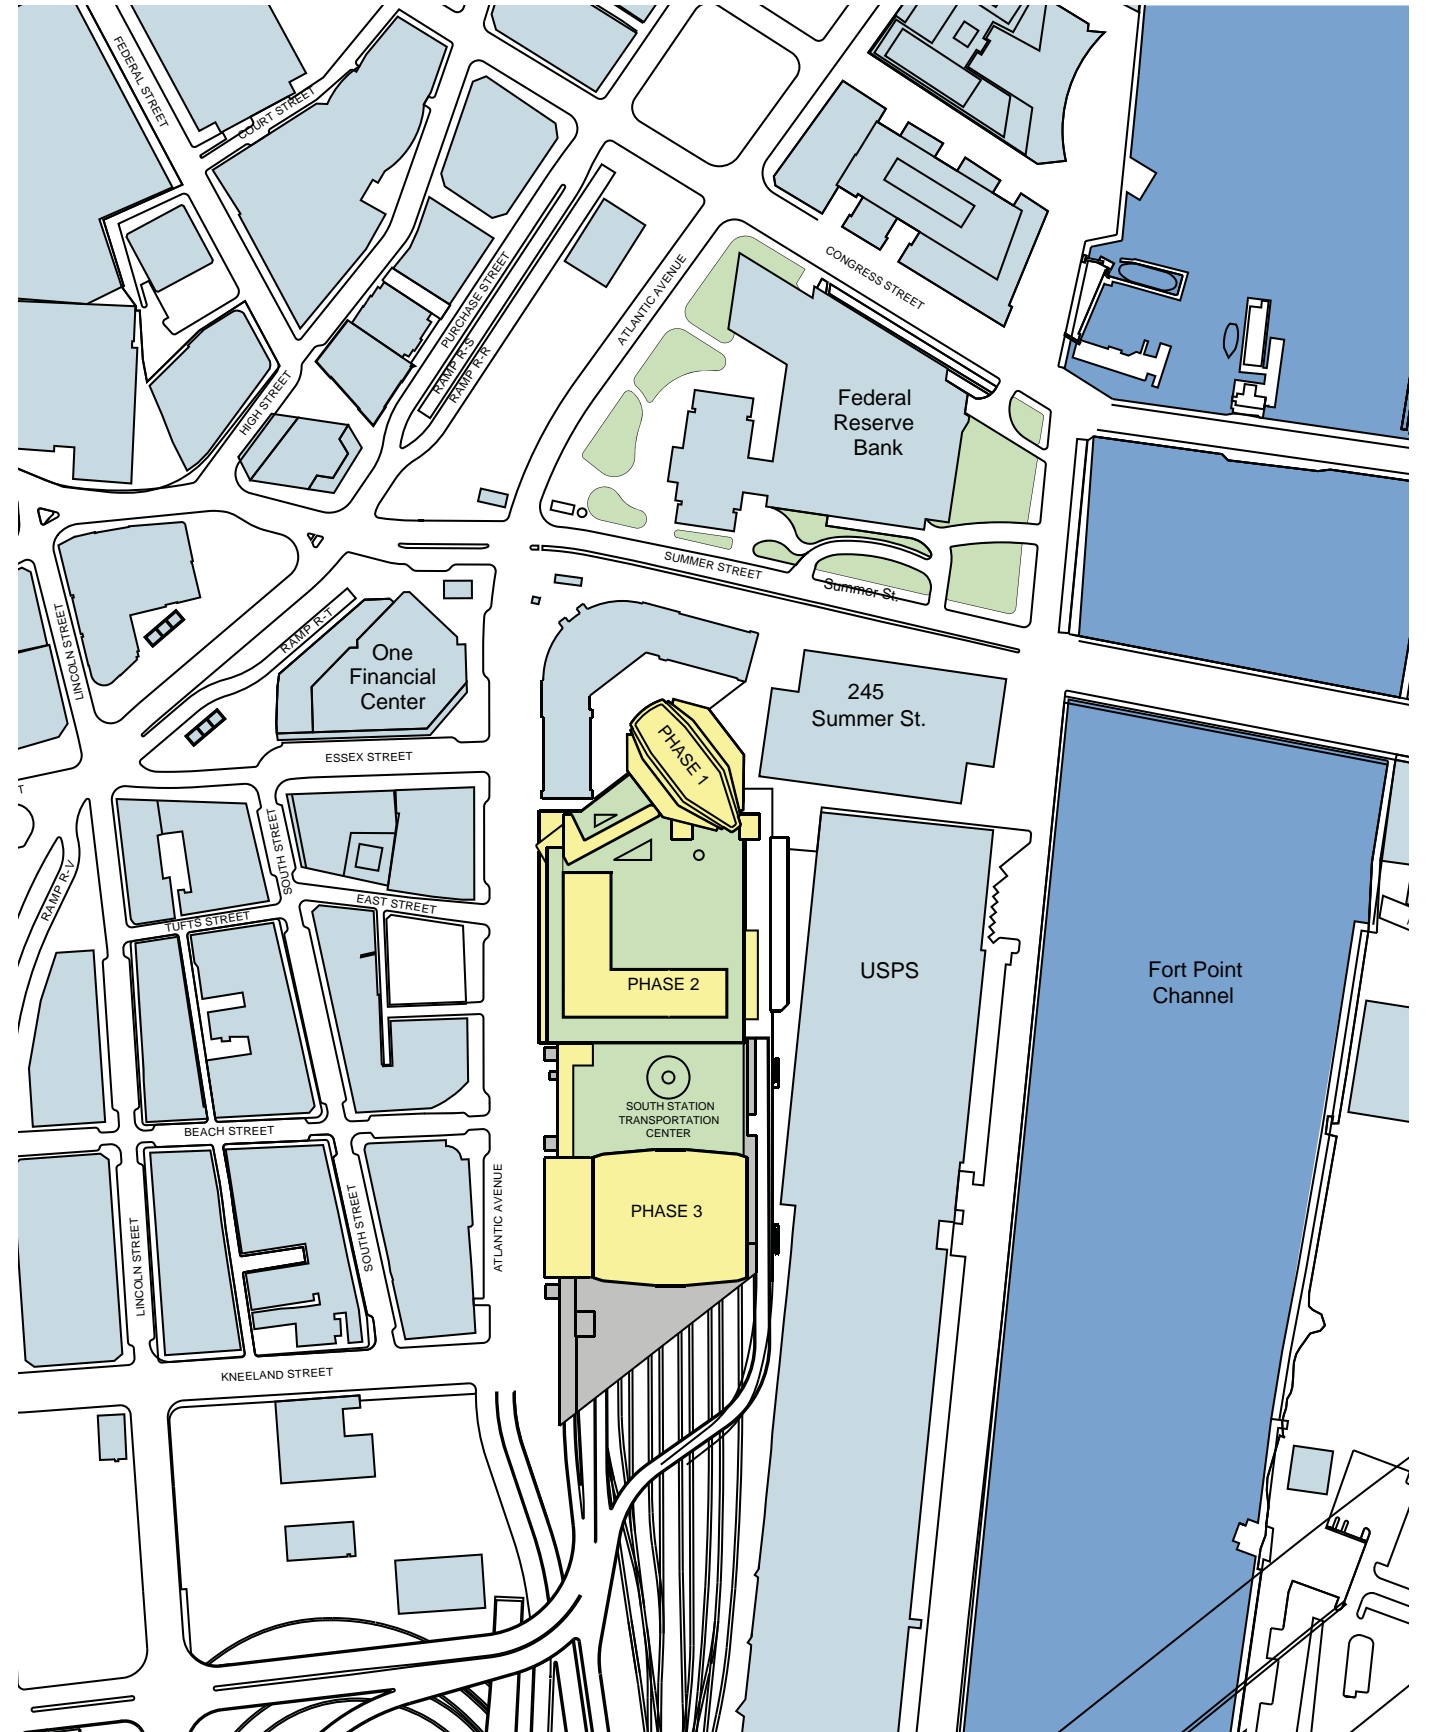 FEDERAL STREET
COURT STREET
PURCHASE STREET
RAMP R-S
RAMP R-R
ATLANTIC AVENUE
CONGRESS STREET
HIGH STREET
Federal
Reserve
Bank
SUMMER STREET
Summer St.
LINCOLN STREET
RAMP R-T
One
Financial
Center
245
Summer St.
ESSEX STREET
PHASE 1
T
SOUTH STREET
RAMP R-V
EAST STREET
TUFTS STREET
PHASE 2
USPS
Fort Point
Channel
SOUTH STATION
TRANSPORTATION
CENTER
BEACH STREET
LINCOLN STREET
SOUTH STREET
ATLANTIC AVENUE
PHASE 3
KNEELAND STREET